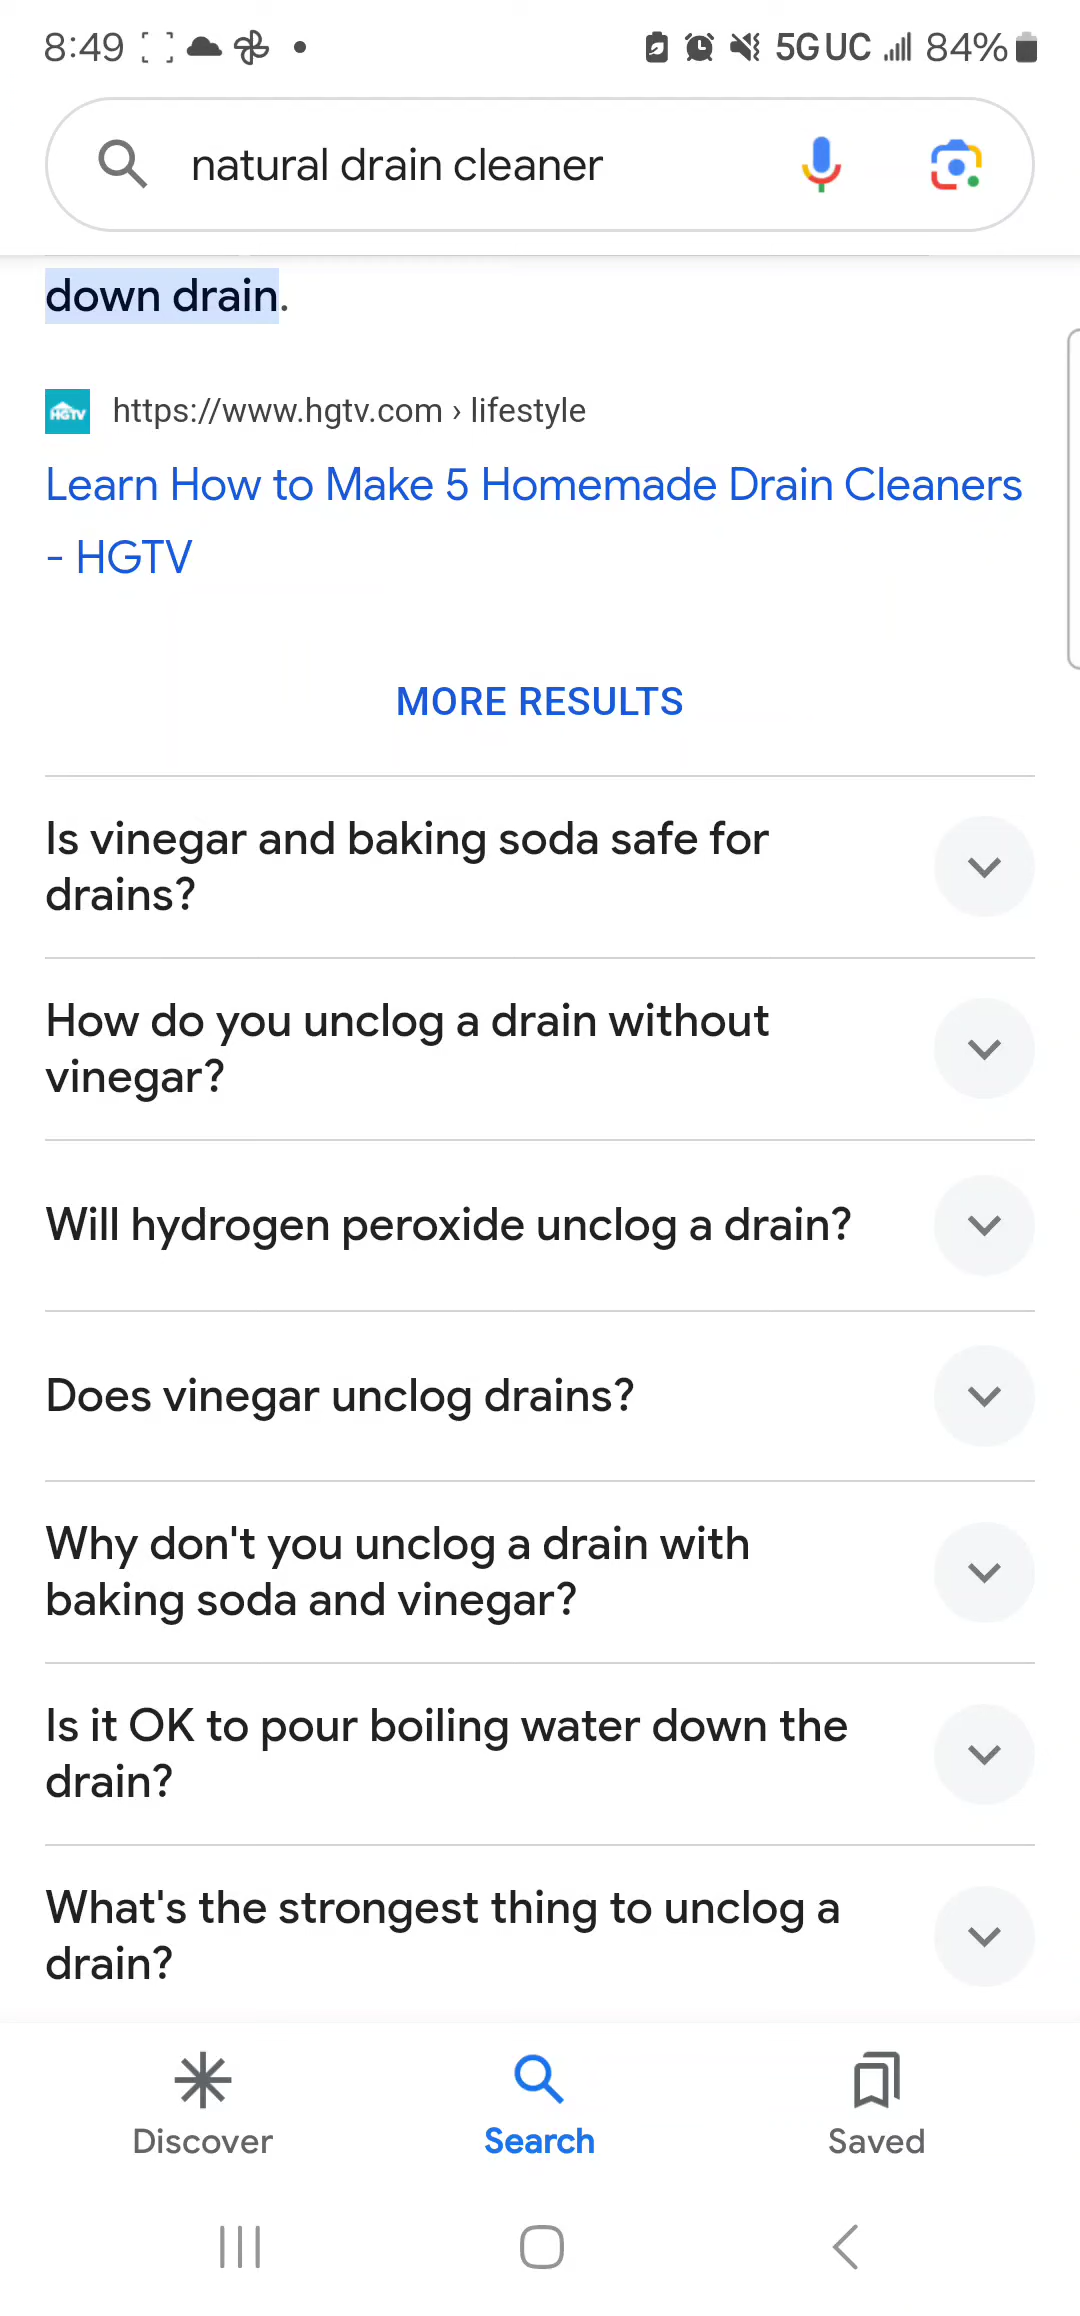 8:49
5G UC 84%
natural drain cleaner
down drain.
HGTV
https://www.hgtv.com › lifestyle
Learn How to Make 5 Homemade Drain Cleaners
- HGTV
MORE RESULTS
Is vinegar and baking soda safe for
drains?
How do you unclog a drain without
vinegar?
Will hydrogen peroxide unclog a drain?
Does vinegar unclog drains?
Why don't you unclog a drain with
baking soda and vinegar?
Is it OK to pour boiling water down the
drain?
What's the strongest thing to unclog a
drain?
Discover
Search
Saved